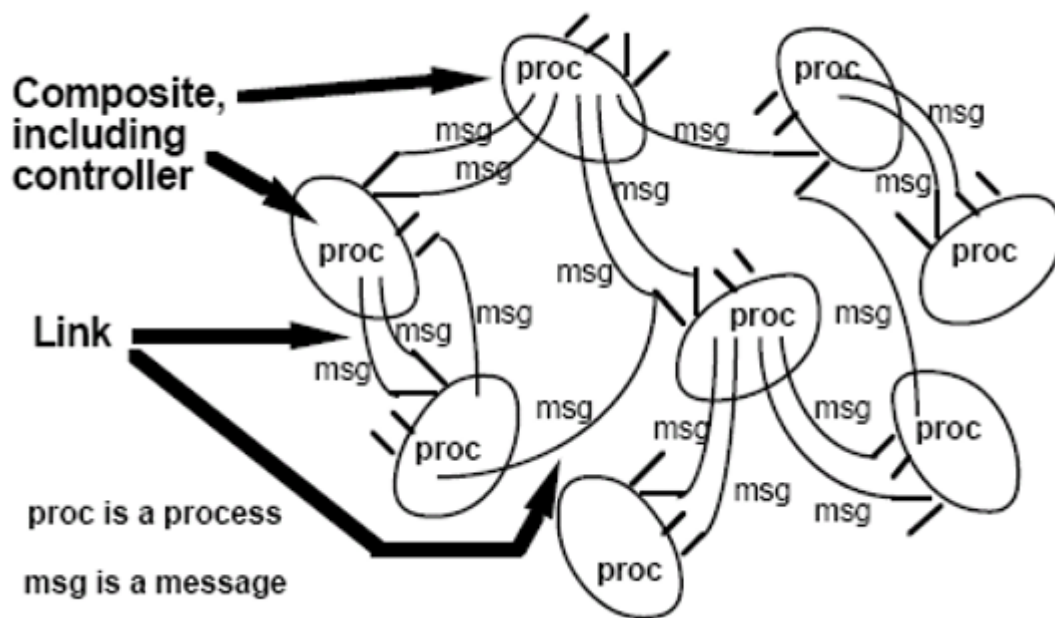 proc
proc
Composite,
including
controller
msg
msg
msg
msg
msg
msg
proc
proc
msg
Link
msg
msg
msg
proc
msg
msg
proc
msg
msg
proc
msg
msg
msg
proc is a process
proc
msg is a message